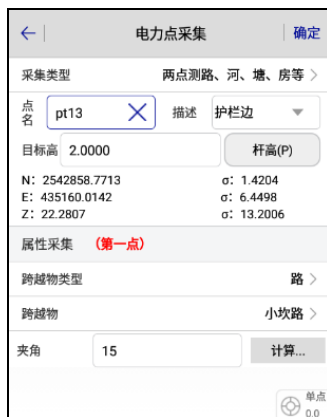 电力点采集 确定
采集类型 两点测路、河、塘、房等
点名 pt13 描述 护栏边
目标高 2.0000 杆高(P)
N: 2542858.7713 σ: 1.4204
E: 435160.0142 σ: 6.4498
Z: 22.2807 σ: 13.2006
属性采集 (第一点)
跨越物类型 路
跨越物 小坎路
夹角 15 计算...
单点
0.0